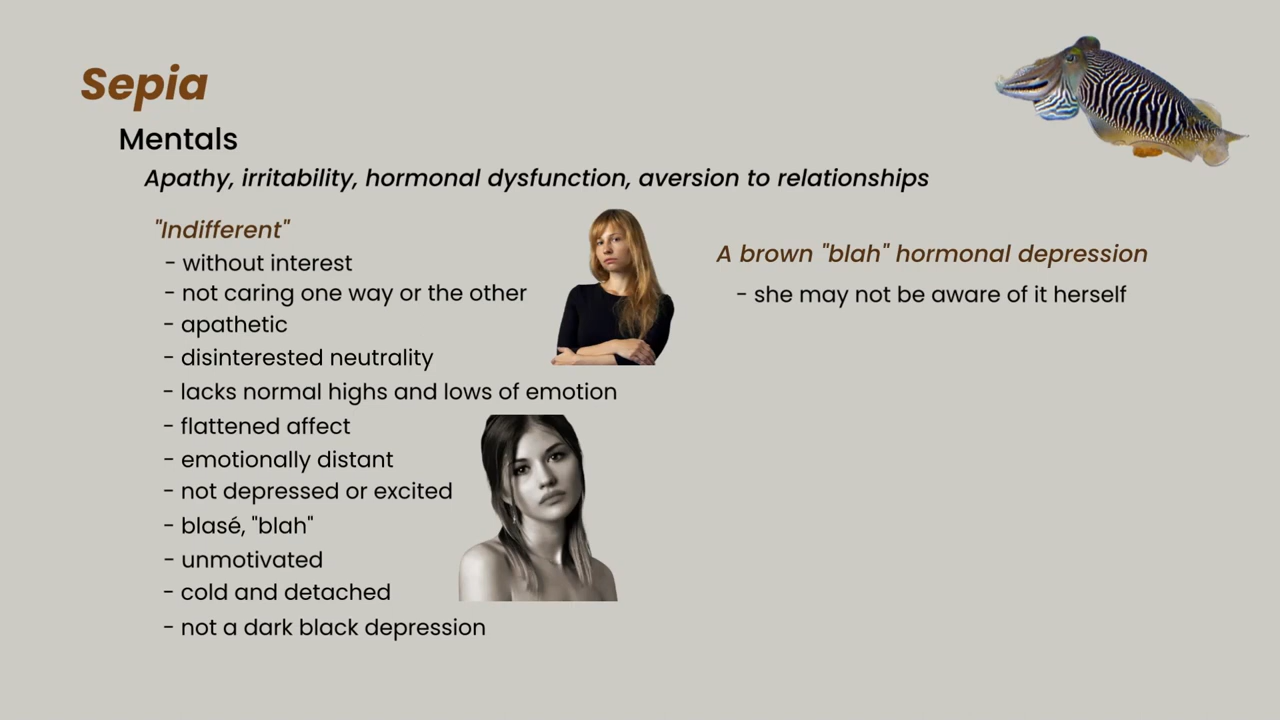 Sepia
Mentals
Apathy, irritability, hormonal dysfunction, aversion to relationships
"Indifferent"
- without interest
- not caring one way or the other
- apathetic
- disinterested neutrality
- lacks normal highs and lows of emotion
- flattened affect
- emotionally distant
- not depressed or excited
- blasé, "blah"
- unmotivated
- cold and detached
- not a dark black depression
A brown "blah" hormonal depression
- she may not be aware of it herself